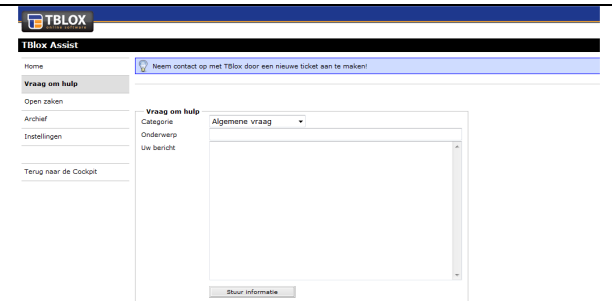 TBLOX
online software
TBlox Assist
Home
Vraag om hulp
Open zaken
Archief
Instellingen
Terug naar de Cockpit
Neem contact op met TBlox door een nieuwe ticket aan te maken!
Vraag om hulp
Categorie Algemene vraag
Onderwerp
Uw bericht
Stuur informatie